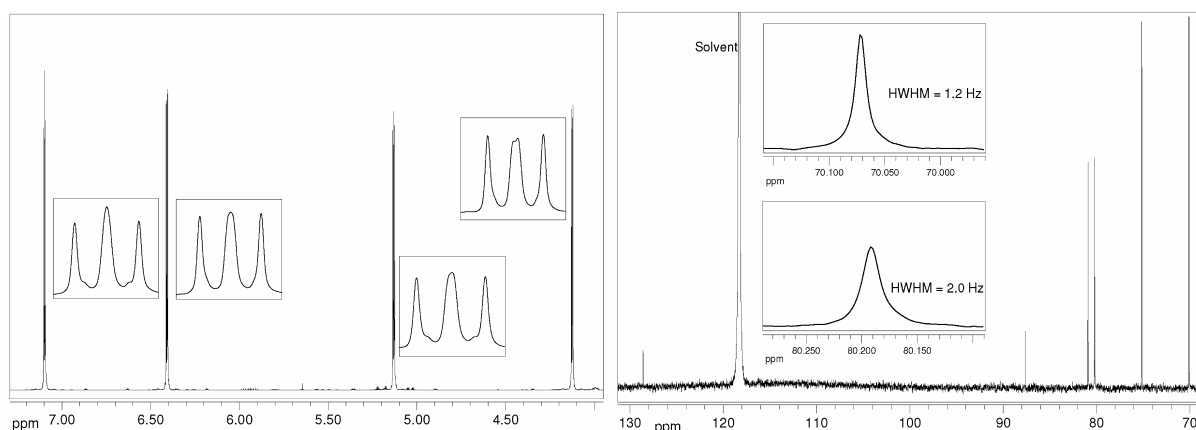 ppm
7.00
6.50
6.00
5.50
5.00
4.50
Solvent
HWHM = 1.2 Hz
70.100
70.050
70.000
ppm
HWHM = 2.0 Hz
80.250
80.200
80.150
ppm
130
ppm
120
110
100
90
80
70